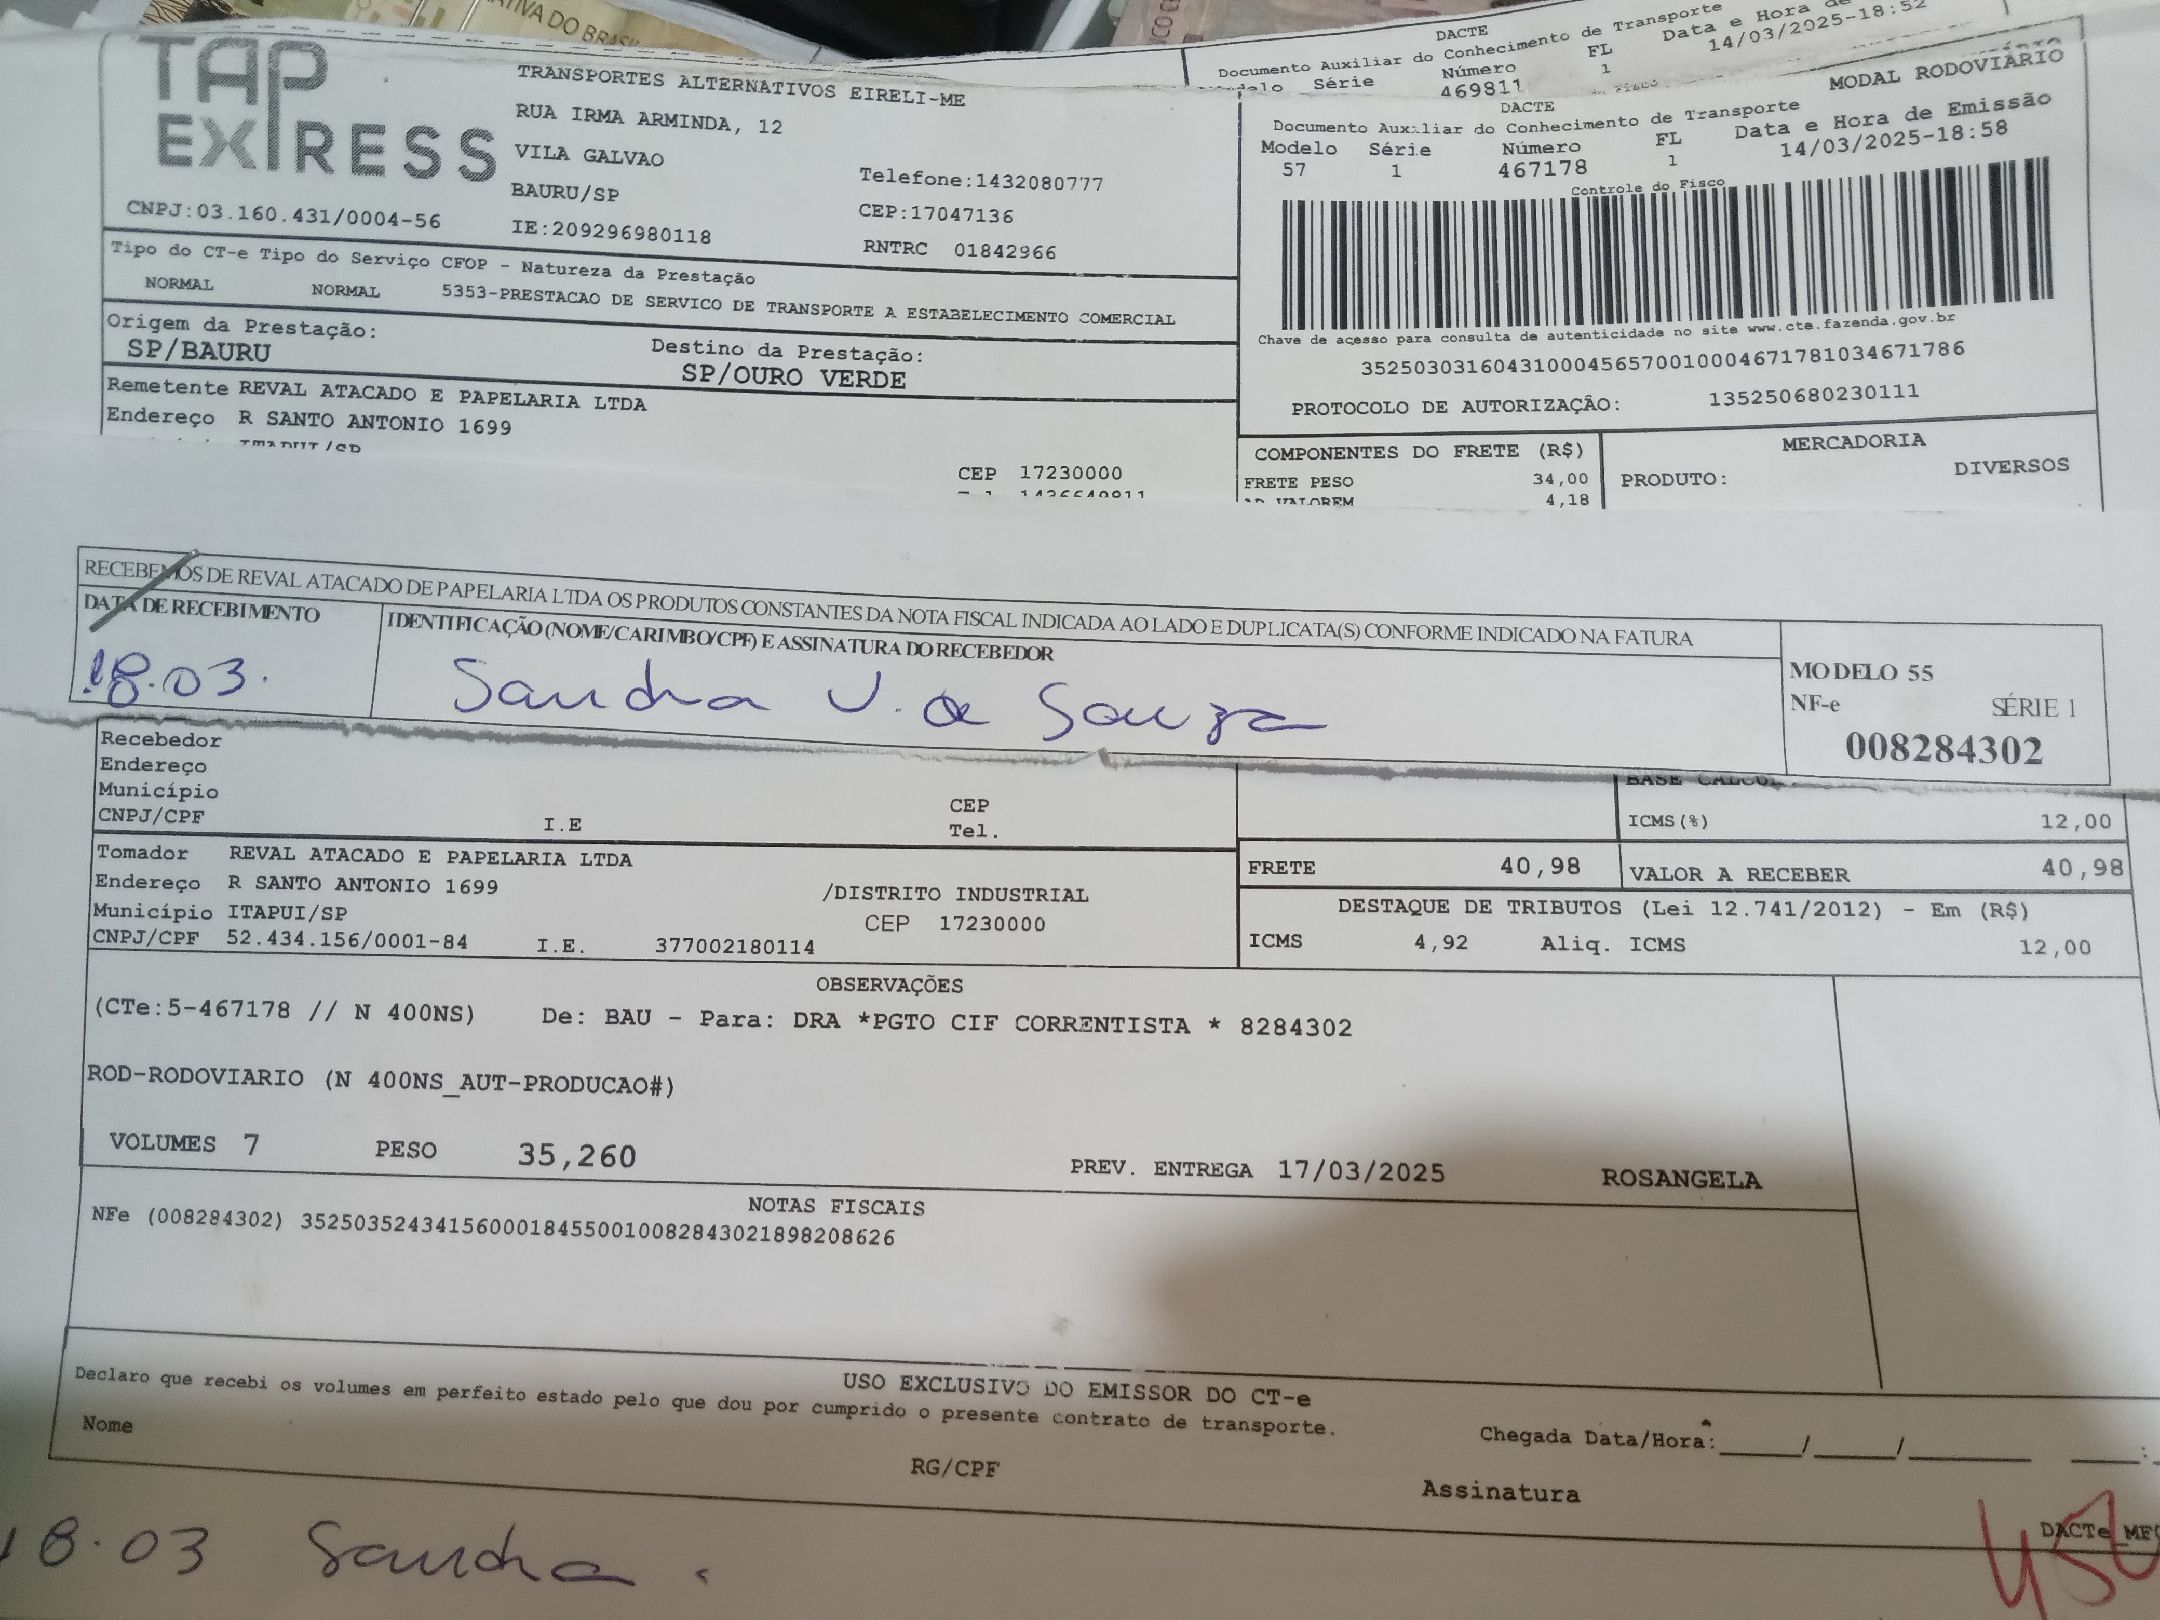 TIVA DO BRASIL
DACTE
Documento Auxiliar do Conhecimento de Transporte
Série Número FL Data e Hora de
469811 1 14/03/2025-18:52
TAP EXPRESS
TRANSPORTES ALTERNATIVOS EIRELI-ME
RUA IRMA ARMINDA, 12
VILA GALVAO
BAURU/SP
Telefone:1432080777
CEP:17047136
CNPJ:03.160.431/0004-56
IE:209296980118
RNTRC 01842966
MODAL RODOVIÁRIO
DACTE
Documento Auxiliar do Conhecimento de Transporte
Modelo Série Número FL Data e Hora de Emissão
57 1 467178 1 14/03/2025-18:58
Controle do Fisco
Chave de acesso para consulta de autenticidade no site www.cte.fazenda.gov.br
35250303160431000456570010004671781034671786
PROTOCOLO DE AUTORIZAÇÃO: 135250680230111
Tipo do CT-e Tipo do Serviço CFOP - Natureza da Prestação
NORMAL NORMAL 5353-PRESTACAO DE SERVICO DE TRANSPORTE A ESTABELECIMENTO COMERCIAL
Origem da Prestação:
SP/BAURU
Destino da Prestação:
SP/OURO VERDE
Remetente REVAL ATACADO E PAPELARIA LTDA
Endereço R SANTO ANTONIO 1699
CEP 17230000
COMPONENTES DO FRETE (R$)
FRETE PESO 34,00
AD VALOREM 4,18
MERCADORIA
PRODUTO: DIVERSOS
RECEBEMOS DE REVAL ATACADO DE PAPELARIA LTDA OS PRODUTOS CONSTANTES DA NOTA FISCAL INDICADA AO LADO E DUPLICATA(S) CONFORME INDICADO NA FATURA
DATA DE RECEBIMENTO
IDENTIFICAÇÃO (NOME/CARIMBO/CPF) E ASSINATURA DO RECEBEDOR
18.03.
Sandra V. de Souza
MODELO 55
NF-e SÉRIE 1
008284302
Recebedor
Endereço
Município CEP
CNPJ/CPF I.E Tel.
BASE CALCUL
ICMS(%) 12,00
Tomador REVAL ATACADO E PAPELARIA LTDA
Endereço R SANTO ANTONIO 1699 /DISTRITO INDUSTRIAL
Município ITAPUI/SP CEP 17230000
CNPJ/CPF 52.434.156/0001-84 I.E. 377002180114
FRETE 40,98 VALOR A RECEBER 40,98
DESTAQUE DE TRIBUTOS (Lei 12.741/2012) - Em (R$)
ICMS 4,92 Aliq. ICMS 12,00
OBSERVAÇÕES
(CTe:5-467178 // N 400NS) De: BAU - Para: DRA *PGTO CIF CORRENTISTA * 8284302
ROD-RODOVIARIO (N 400NS_AUT-PRODUCAO#)
VOLUMES 7 PESO 35,260 PREV. ENTREGA 17/03/2025 ROSANGELA
NOTAS FISCAIS
NFe (008284302) 35250352434156000184550010082843021898208626
USO EXCLUSIVO DO EMISSOR DO CT-e
Declaro que recebi os volumes em perfeito estado pelo que dou por cumprido o presente contrato de transporte.
Nome
RG/CPF
Chegada Data/Hora:_____/_____/_______ ____:
Assinatura
18.03 Sandra.
DACTe_ME